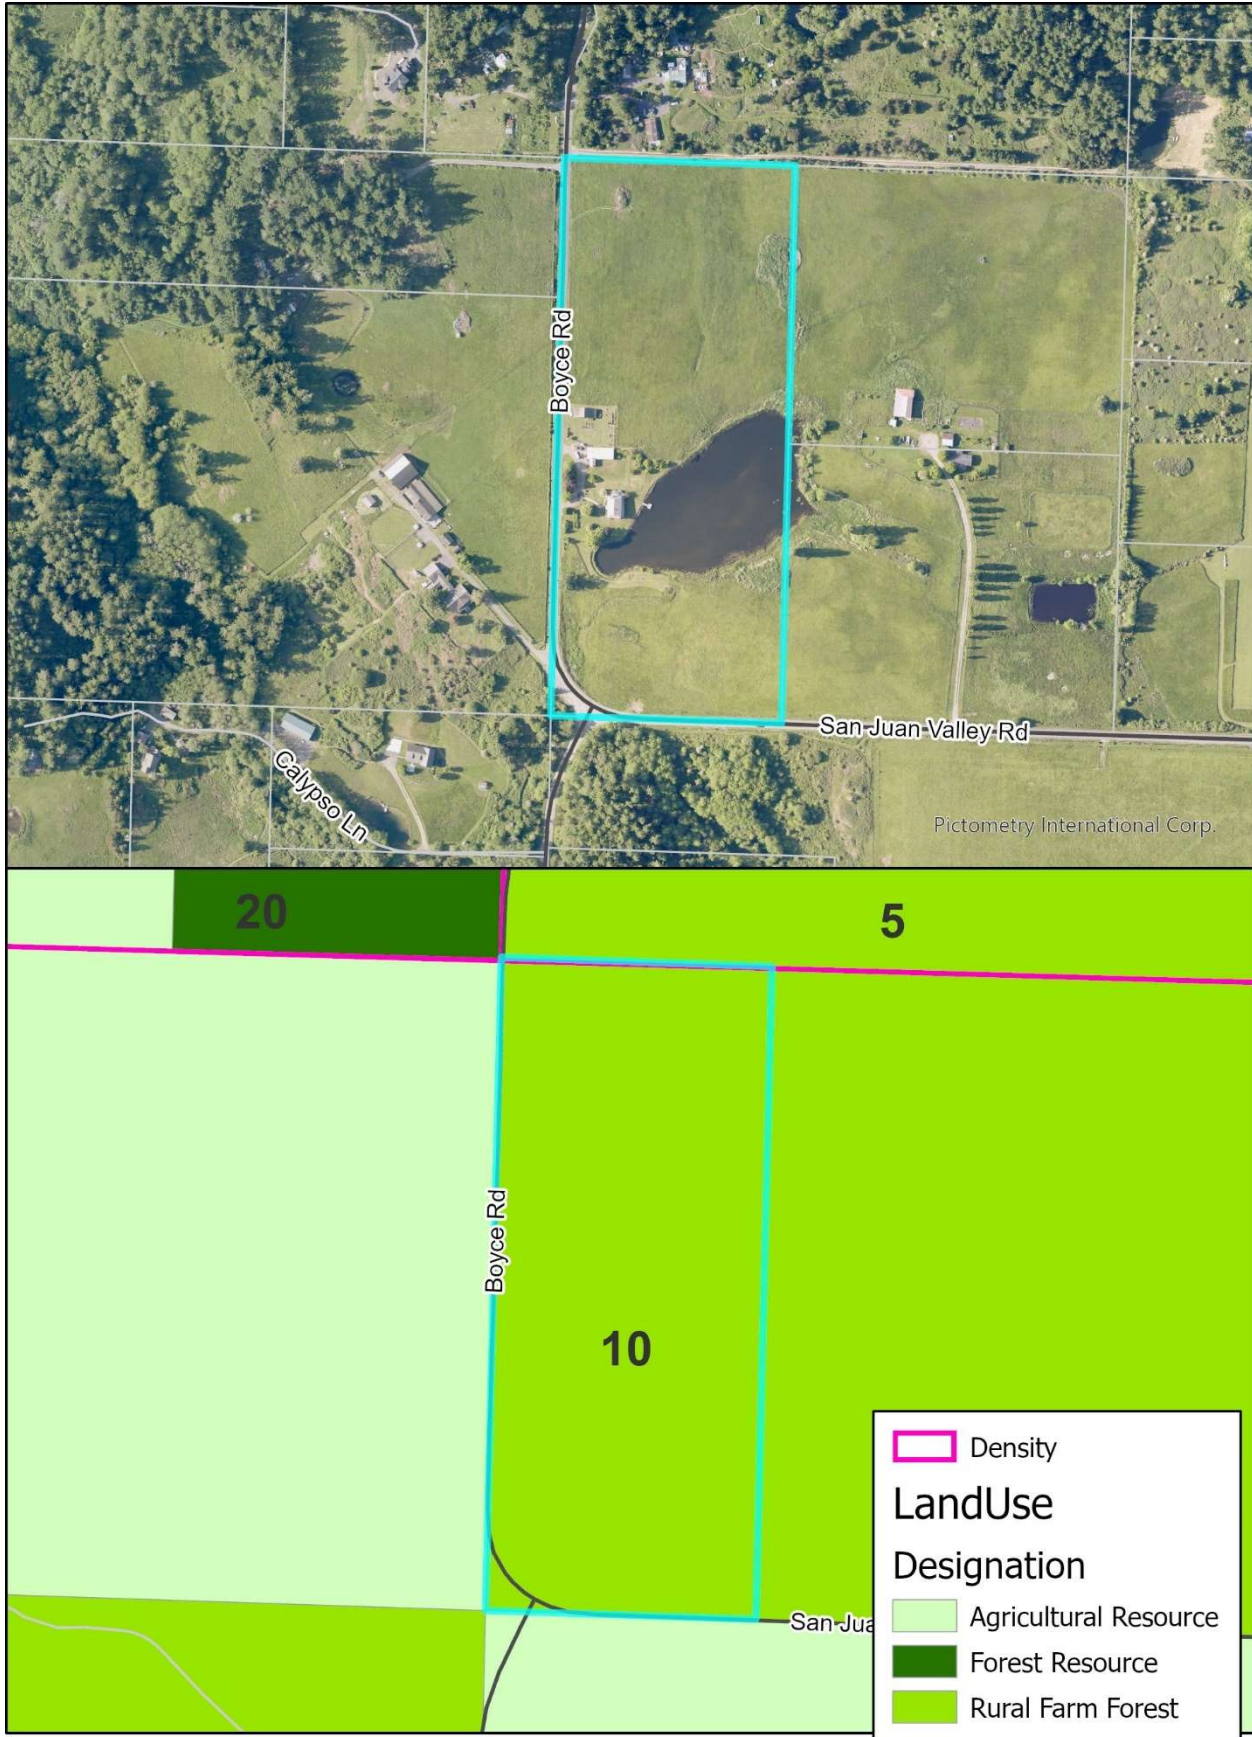 Boyce Rd
San Juan Valley Rd
Calypso Ln
Pictometry International Corp.
20
5
Boyce Rd
10
San Jua
Density
LandUse
Designation
Agricultural Resource
Forest Resource
Rural Farm Forest